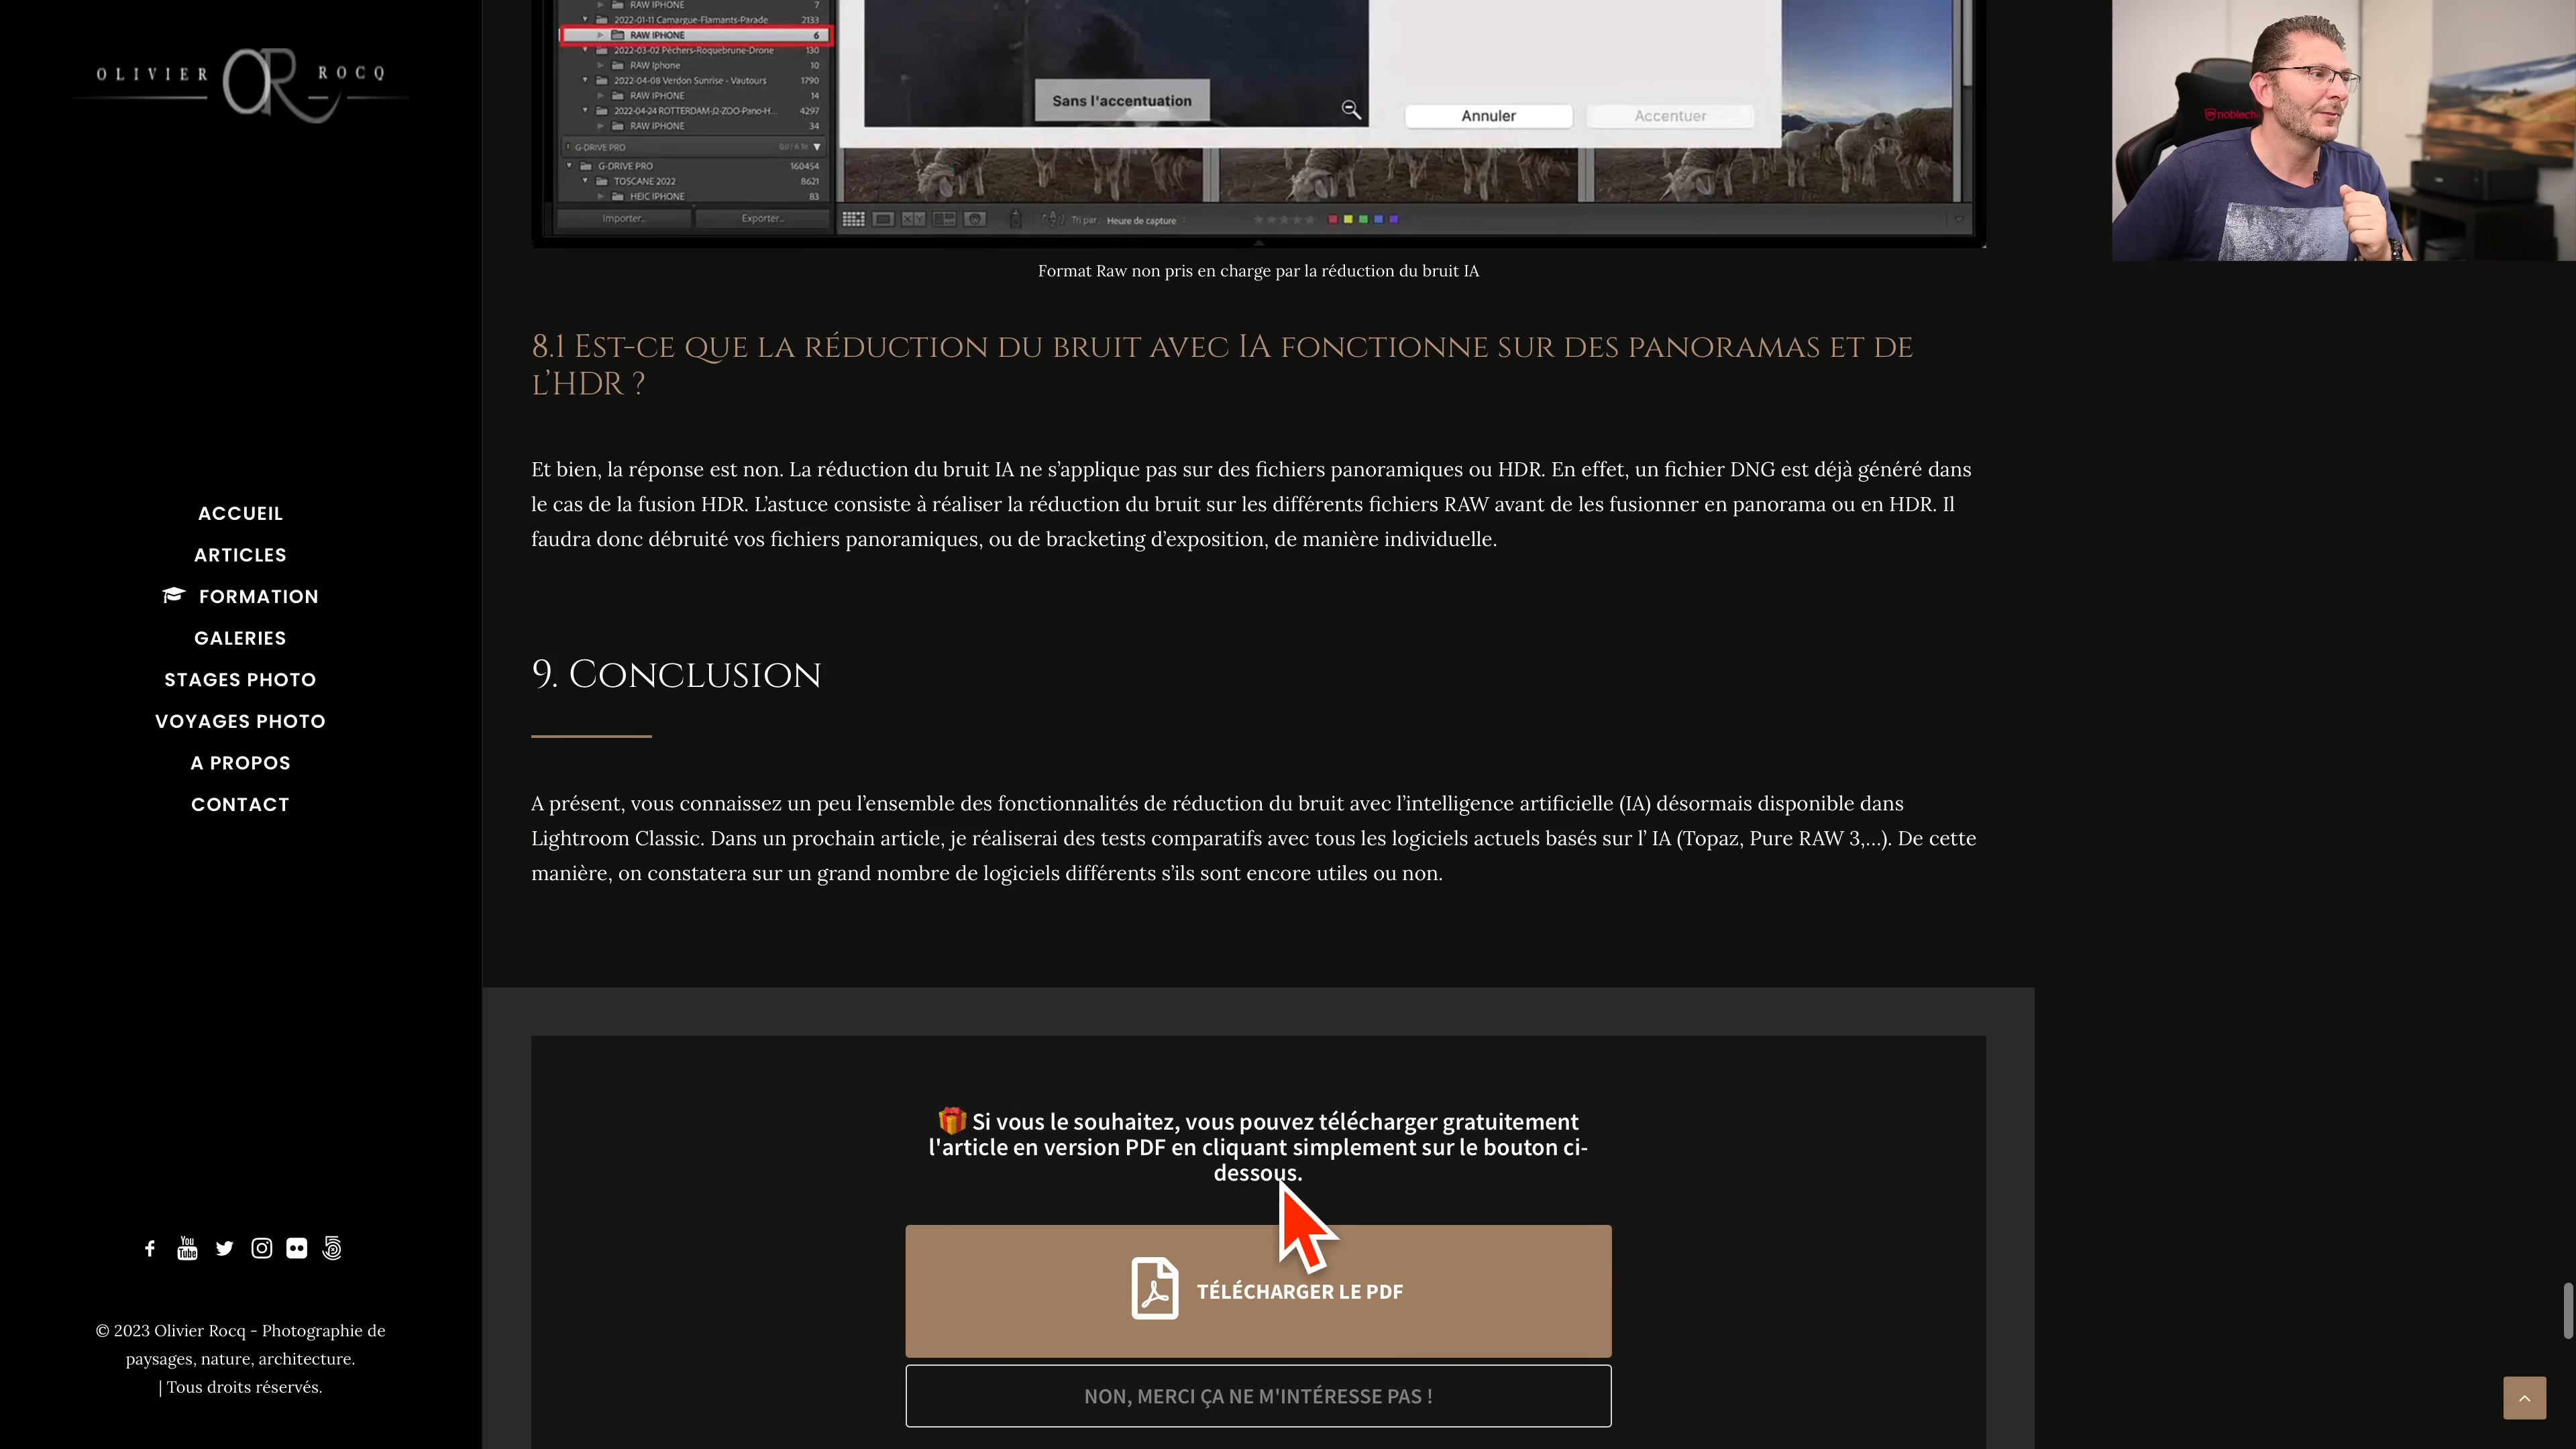 OLIVIER OR ROCQ
ACCUEIL
ARTICLES
FORMATION
GALERIES
STAGES PHOTO
VOYAGES PHOTO
A PROPOS
CONTACT
You
Tube
© 2023 Olivier Rocq - Photographie de
paysages, nature, architecture.
| Tous droits réservés.
RAW IPHONE 7
2022-01-11 Camargue-Flamants-Parade 2133
RAW IPHONE 6
2022-03-02 Pêchers-Roquebrune-Drone 130
RAW Iphone 10
2022-04-08 Verdon Sunrise - Vautours 1790
RAW IPHONE 14
2022-04-24 ROTTERDAM-J2-ZOO-Pano-H... 4297
RAW IPHONE 34
G-DRIVE PRO
G-DRIVE PRO 160454
TOSCANE 2022 8621
HEIC IPHONE 83
Importer... Exporter...
Sans l'accentuation
Annuler Accentuer
Tri par : Heure de capture
noblech
Format Raw non pris en charge par la réduction du bruit IA
8.1 Est-ce que la réduction du bruit avec IA fonctionne sur des panoramas et de
l’HDR ?
Et bien, la réponse est non. La réduction du bruit IA ne s’applique pas sur des fichiers panoramiques ou HDR. En effet, un fichier DNG est déjà généré dans
le cas de la fusion HDR. L’astuce consiste à réaliser la réduction du bruit sur les différents fichiers RAW avant de les fusionner en panorama ou en HDR. Il
faudra donc débruité vos fichiers panoramiques, ou de bracketing d’exposition, de manière individuelle.
9. Conclusion
A présent, vous connaissez un peu l’ensemble des fonctionnalités de réduction du bruit avec l’intelligence artificielle (IA) désormais disponible dans
Lightroom Classic. Dans un prochain article, je réaliserai des tests comparatifs avec tous les logiciels actuels basés sur l’ IA (Topaz, Pure RAW 3,…). De cette
manière, on constatera sur un grand nombre de logiciels différents s’ils sont encore utiles ou non.
🎁 Si vous le souhaitez, vous pouvez télécharger gratuitement
l'article en version PDF en cliquant simplement sur le bouton ci-
dessous.
TÉLÉCHARGER LE PDF
NON, MERCI ÇA NE M'INTÉRESSE PAS !